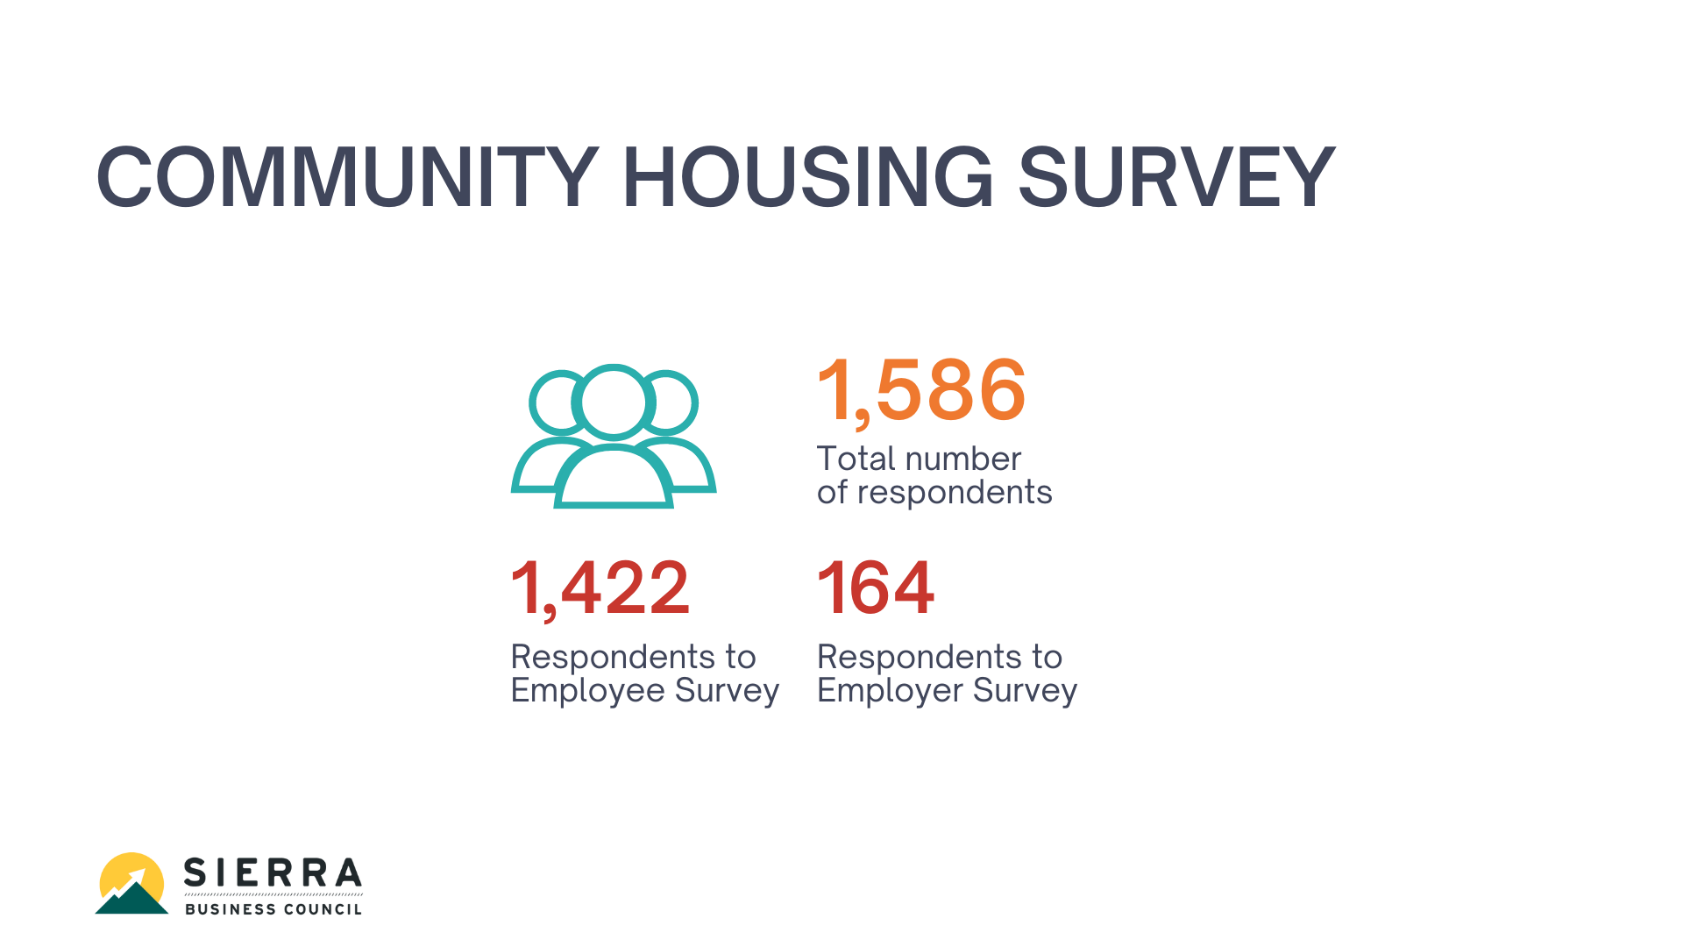 COMMUNITY HOUSING SURVEY
1,586
Total number
of respondents
1,422
Respondents to
Employee Survey
164
Respondents to
Employer Survey
SIERRA
BUSINESS COUNCIL